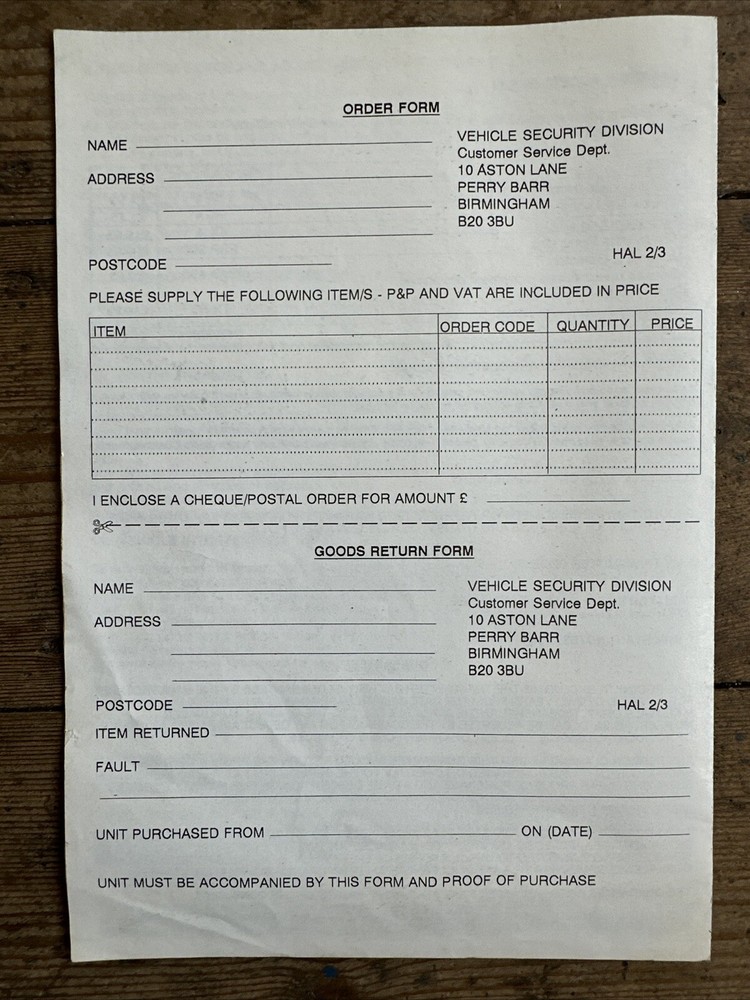 ORDER FORM
NAME
VEHICLE SECURITY DIVISION
Customer Service Dept.
ADDRESS
10 ASTON LANE
PERRY BARR
BIRMINGHAM
B20 3BU
POSTCODE
HAL 2/3
PLEASE SUPPLY THE FOLLOWING ITEM/S - P&P AND VAT ARE INCLUDED IN PRICE
ITEM ORDER CODE QUANTITY PRICE
I ENCLOSE A CHEQUE/POSTAL ORDER FOR AMOUNT £
GOODS RETURN FORM
NAME
VEHICLE SECURITY DIVISION
Customer Service Dept.
ADDRESS
10 ASTON LANE
PERRY BARR
BIRMINGHAM
B20 3BU
POSTCODE
HAL 2/3
ITEM RETURNED
FAULT
UNIT PURCHASED FROM ON (DATE)
UNIT MUST BE ACCOMPANIED BY THIS FORM AND PROOF OF PURCHASE